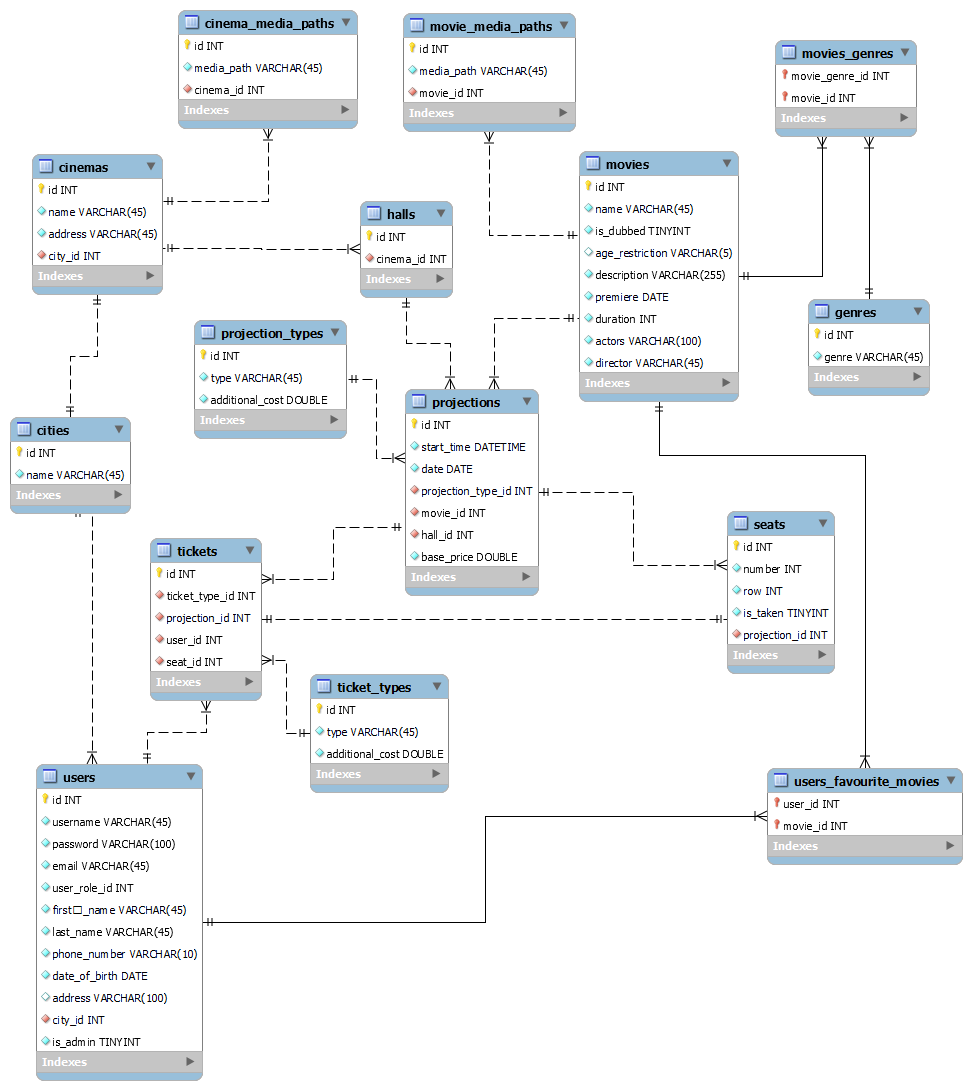 cinema_media_paths
id INT
media_path VARCHAR(45)
cinema_id INT
Indexes
movie_media_paths
id INT
media_path VARCHAR(45)
movie_id INT
Indexes
movies_genres
movie_genre_id INT
movie_id INT
Indexes
cinemas
id INT
name VARCHAR(45)
address VARCHAR(45)
city_id INT
Indexes
halls
id INT
cinema_id INT
Indexes
movies
id INT
name VARCHAR(45)
is_dubbed TINYINT
age_restriction VARCHAR(5)
description VARCHAR(255)
premiere DATE
duration INT
actors VARCHAR(100)
director VARCHAR(45)
Indexes
genres
id INT
genre VARCHAR(45)
Indexes
projection_types
id INT
type VARCHAR(45)
additional_cost DOUBLE
Indexes
projections
id INT
start_time DATETIME
date DATE
projection_type_id INT
movie_id INT
hall_id INT
base_price DOUBLE
Indexes
cities
id INT
name VARCHAR(45)
Indexes
seats
id INT
number INT
row INT
is_taken TINYINT
projection_id INT
Indexes
tickets
id INT
ticket_type_id INT
projection_id INT
user_id INT
seat_id INT
Indexes
ticket_types
id INT
type VARCHAR(45)
additional_cost DOUBLE
Indexes
users
id INT
username VARCHAR(45)
password VARCHAR(100)
email VARCHAR(45)
user_role_id INT
first□_name VARCHAR(45)
last_name VARCHAR(45)
phone_number VARCHAR(10)
date_of_birth DATE
address VARCHAR(100)
city_id INT
is_admin TINYINT
Indexes
users_favourite_movies
user_id INT
movie_id INT
Indexes